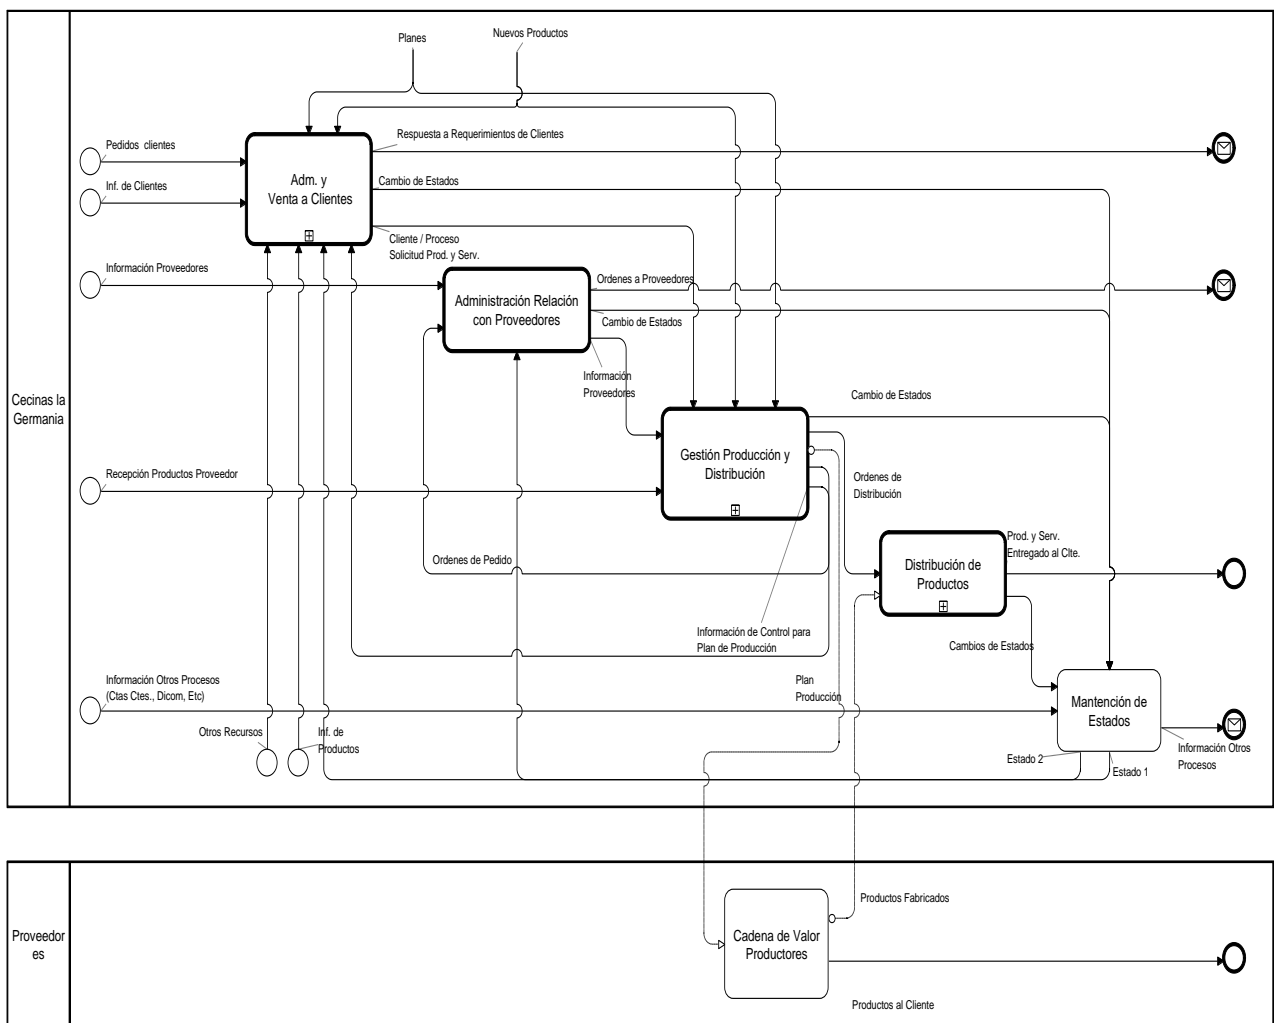 Planes
Nuevos Productos
Pedidos clientes
Respuesta a Requerimientos de Clientes
Adm. y
Venta a Clientes
Inf. de Clientes
Cambio de Estados
Cliente / Proceso
Solicitud Prod. y Serv.
Información Proveedores
Ordenes a Proveedores
Administración Relación
con Proveedores
Cambio de Estados
Información
Proveedores
Cecinas la
Germania
Cambio de Estados
Gestión Producción y
Distribución
Recepción Productos Proveedor
Ordenes de
Distribución
Ordenes de Pedido
Prod. y Serv.
Entregado al Clte.
Distribución de
Productos
Información de Control para
Plan de Producción
Cambios de Estados
Información Otros Procesos
(Ctas Ctes., Dicom, Etc)
Plan
Producción
Mantención de
Estados
Otros Recursos
Inf. de
Productos
Estado 2
Estado 1
Información Otros
Procesos
Proveedor
es
Productos Fabricados
Cadena de Valor
Productores
Productos al Cliente